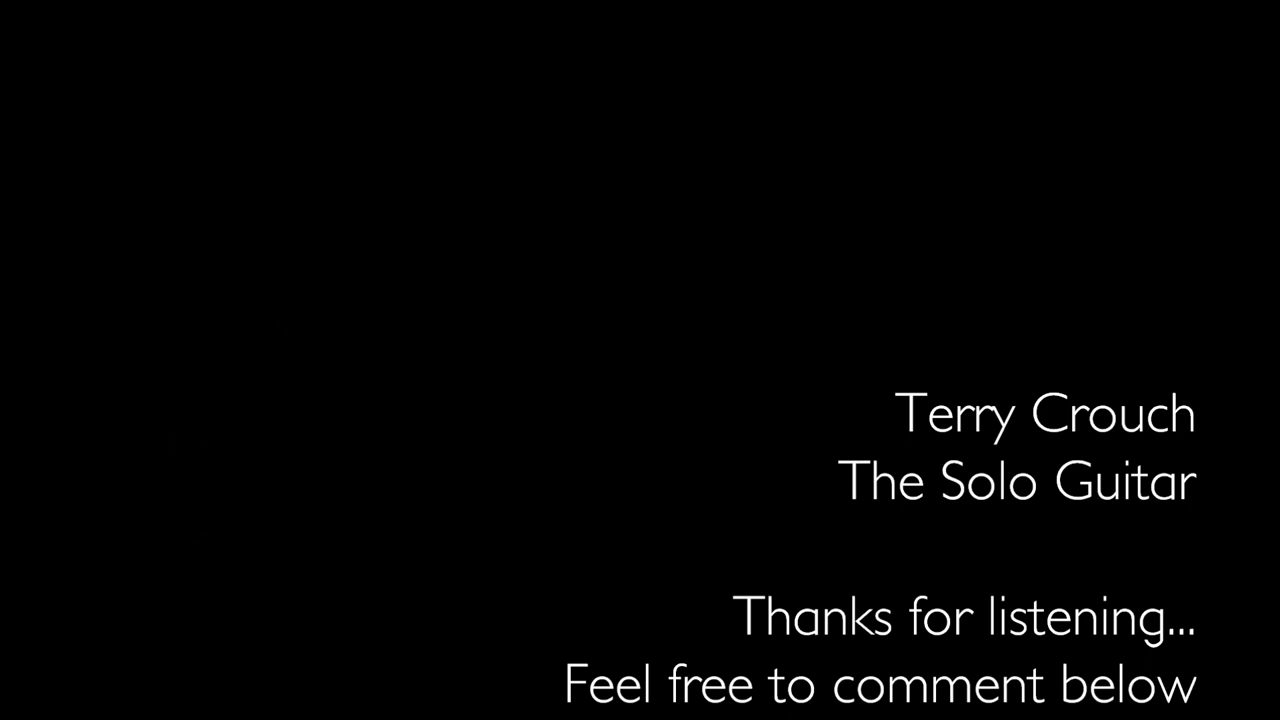 Terry Crouch
The Solo Guitar
Thanks for listening...
Feel free to comment below